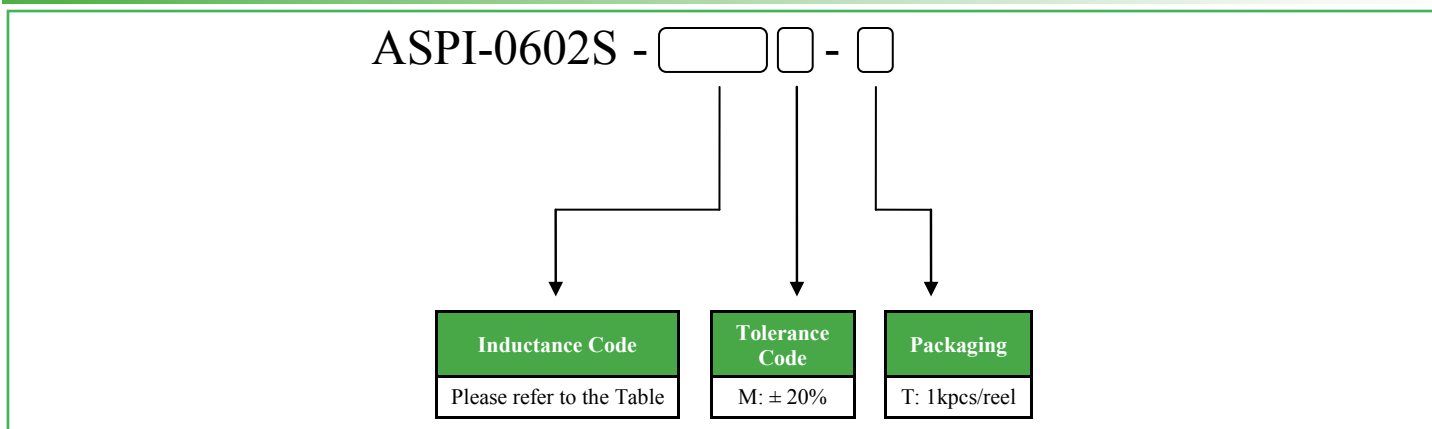 ASPI-0602S - -
Inductance Code
Please refer to the Table
Tolerance
Code
M: ± 20%
Packaging
T: 1kpcs/reel